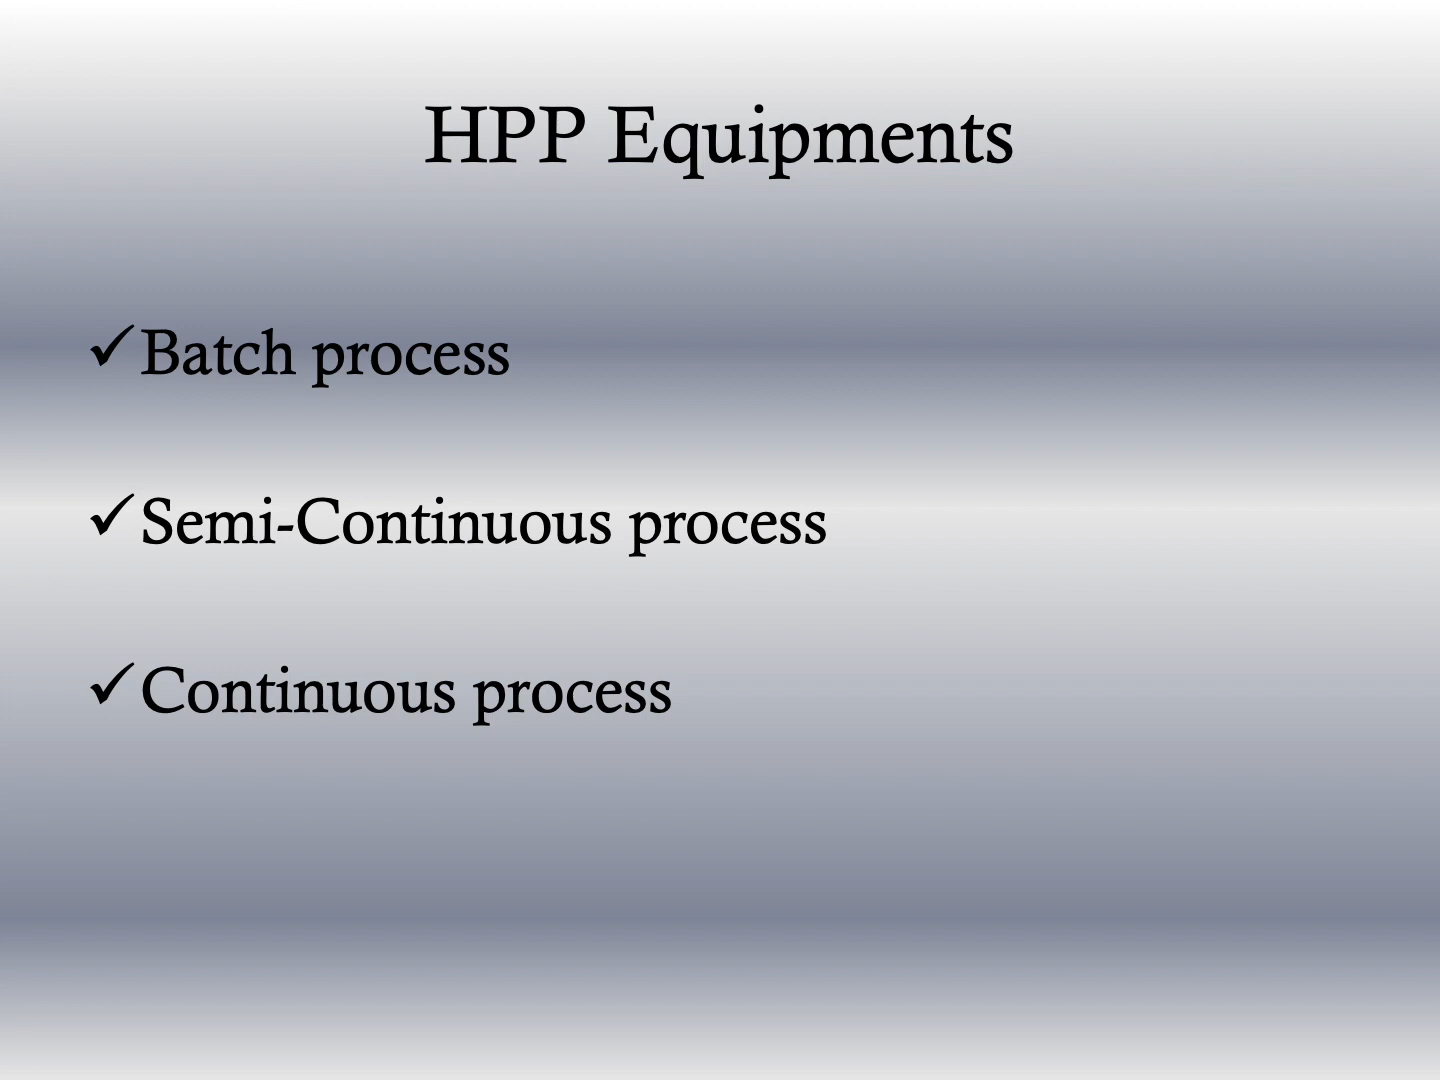 HPP Equipments
✓Batch process
✓Semi-Continuous process
✓Continuous process